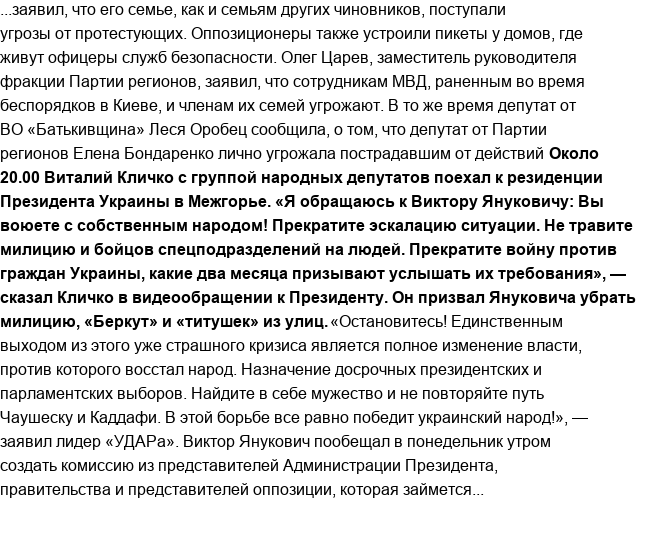 ...заявил, что его семье, как и семьям других чиновников, поступали
угрозы от протестующих. Оппозиционеры также устроили пикеты у домов, где
живут офицеры служб безопасности. Олег Царев, заместитель руководителя
фракции Партии регионов, заявил, что сотрудникам МВД, раненным во время
беспорядков в Киеве, и членам их семей угрожают. В то же время депутат от
ВО «Батькивщина» Леся Оробец сообщила, о том, что депутат от Партии
регионов Елена Бондаренко лично угрожала пострадавшим от действий Около
20.00 Виталий Кличко с группой народных депутатов поехал к резиденции
Президента Украины в Межгорье. «Я обращаюсь к Виктору Януковичу: Вы
воюете с собственным народом! Прекратите эскалацию ситуации. Не травите
милицию и бойцов спецподразделений на людей. Прекратите войну против
граждан Украины, какие два месяца призывают услышать их требования», —
сказал Кличко в видеообращении к Президенту. Он призвал Януковича убрать
милицию, «Беркут» и «титушек» из улиц. «Остановитесь! Единственным
выходом из этого уже страшного кризиса является полное изменение власти,
против которого восстал народ. Назначение досрочных президентских и
парламентских выборов. Найдите в себе мужество и не повторяйте путь
Чаушеску и Каддафи. В этой борьбе все равно победит украинский народ!», —
заявил лидер «УДАРа». Виктор Янукович пообещал в понедельник утром
создать комиссию из представителей Администрации Президента,
правительства и представителей оппозиции, которая займется...